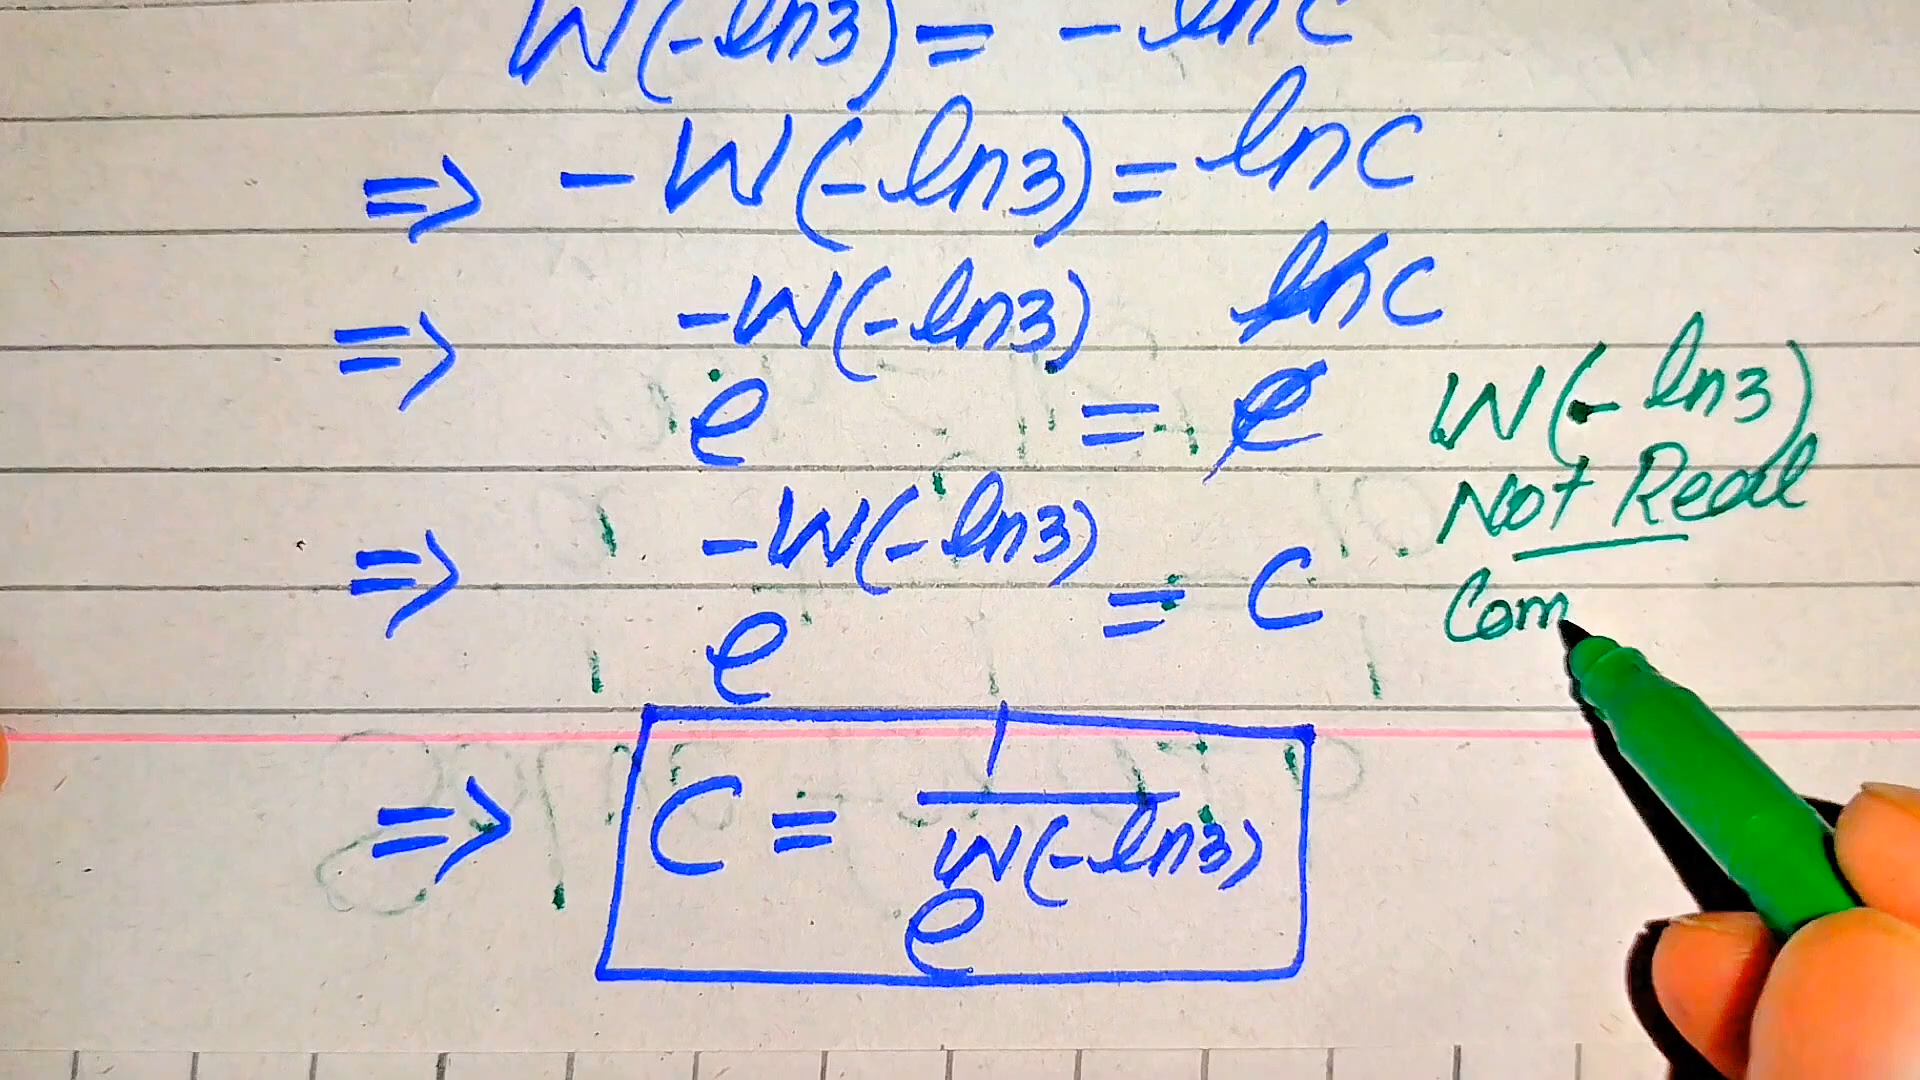 W(-ln3) = -lnc
=> -W(-ln3) = lnc
=> e^{-W(-ln3)} = e^{lnc}
=> e^{-W(-ln3)} = C
=> C = 1/e^{W(-ln3)}
W(-ln3)
Not Real
Com